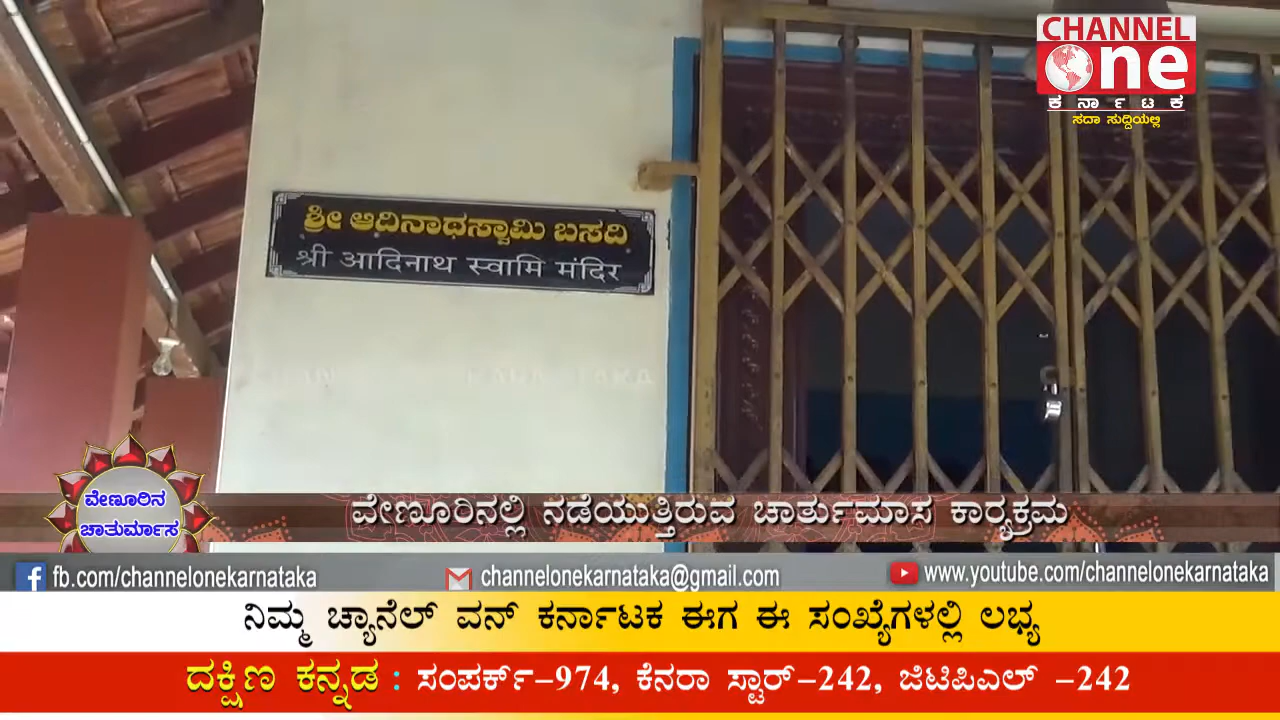 CHANNEL
One
ಕರ್ನಾಟಕ
ಸದಾ ಸುದ್ದಿಯಲ್ಲಿ
ಶ್ರೀ ಆದಿನಾಥಸ್ವಾಮಿ ಬಸದಿ
श्री आदिनाथ स्वामि मंदिर
ವೇಣೂರಿನ
ಚಾತುರ್ಮಾಸ
ವೇಣೂರಿನಲ್ಲಿ ನಡೆಯುತ್ತಿರುವ ಚಾರ್ತುಮಾಸ ಕಾರ್‍ಯಕ್ರಮ
fb.com/channelonekarnataka
channelonekarnataka@gmail.com
www.youtube.com/channelonekarnataka
ನಿಮ್ಮ ಚ್ಯಾನೆಲ್ ವನ್ ಕರ್ನಾಟಕ ಈಗ ಈ ಸಂಖ್ಯೆಗಳಲ್ಲಿ ಲಭ್ಯ
ದಕ್ಷಿಣ ಕನ್ನಡ : ಸಂಪರ್ಕ್-974, ಕೆನರಾ ಸ್ಟಾರ್-242, ಜಿಟಿಪಿಎಲ್ -242